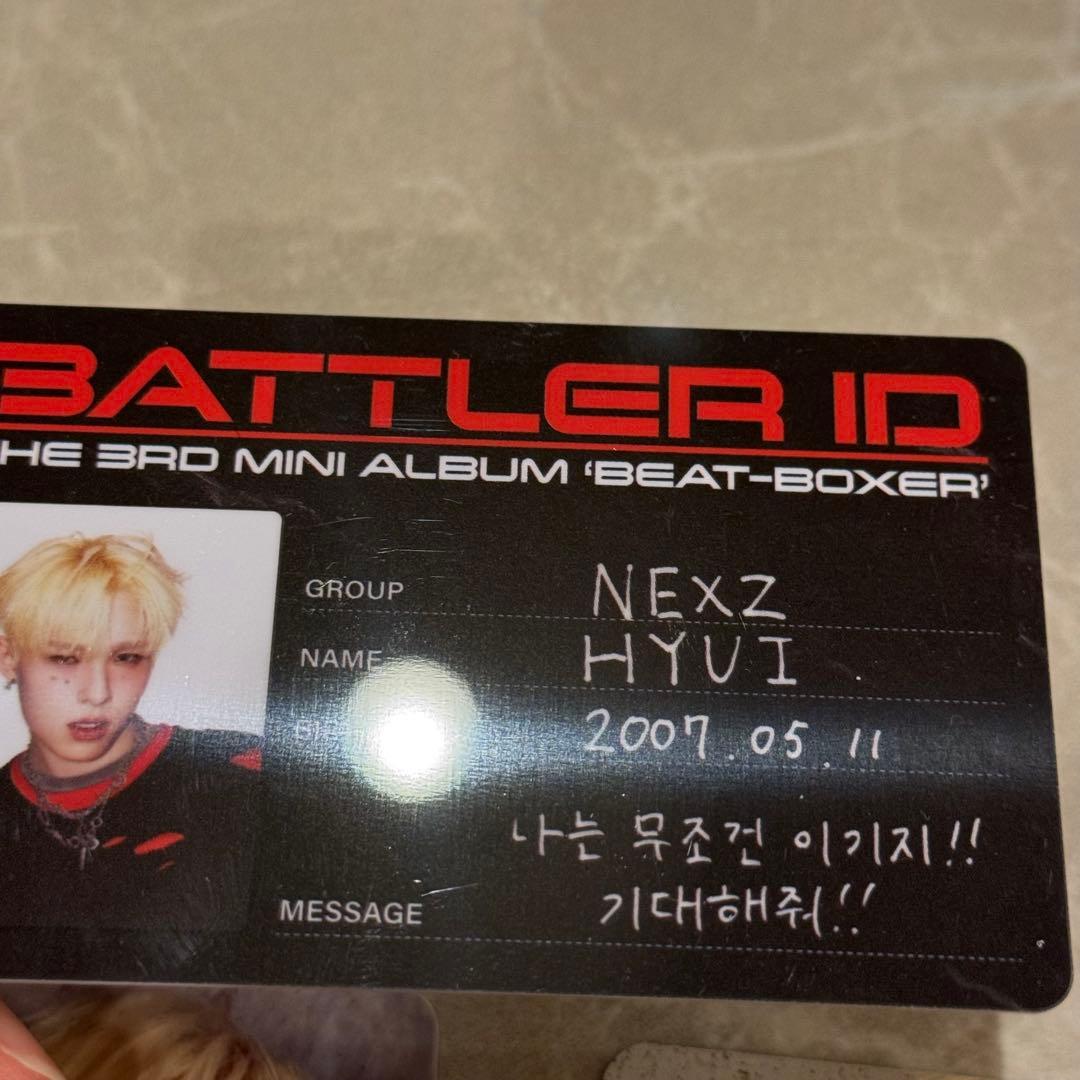 BATTLER ID
HE 3RD MINI ALBUM ‘BEAT-BOXER’
GROUP NEXZ
NAME HYUI
2007.05.11
나는 무조건 이기지!!
기대해줘!!
MESSAGE